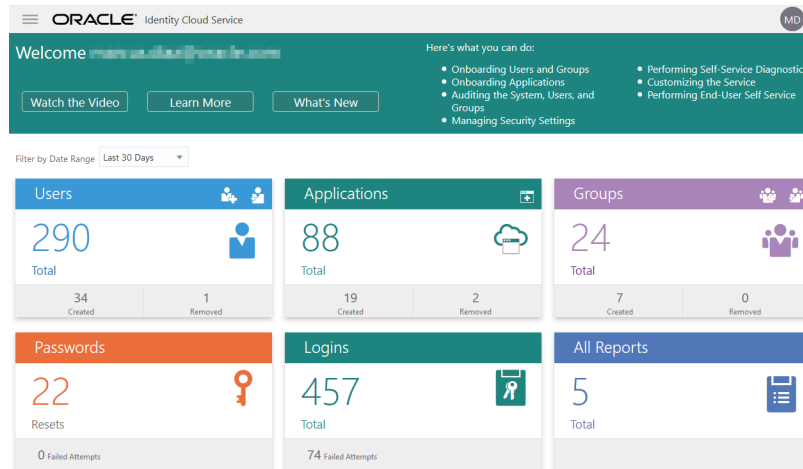 ORACLE® Identity Cloud Service
MD
Welcome
Here's what you can do:
Onboarding Users and Groups
Onboarding Applications
Auditing the System, Users, and
Groups
Managing Security Settings
Performing Self-Service Diagnostic
Customizing the Service
Performing End-User Self Service
Watch the Video
Learn More
What's New
Filter by Date Range Last 30 Days
Users
290
Total
34
Created
1
Removed
Applications
88
Total
19
Created
2
Removed
Groups
24
Total
7
Created
0
Removed
Passwords
22
Resets
0 Failed Attempts
Logins
457
Total
74 Failed Attempts
All Reports
5
Total